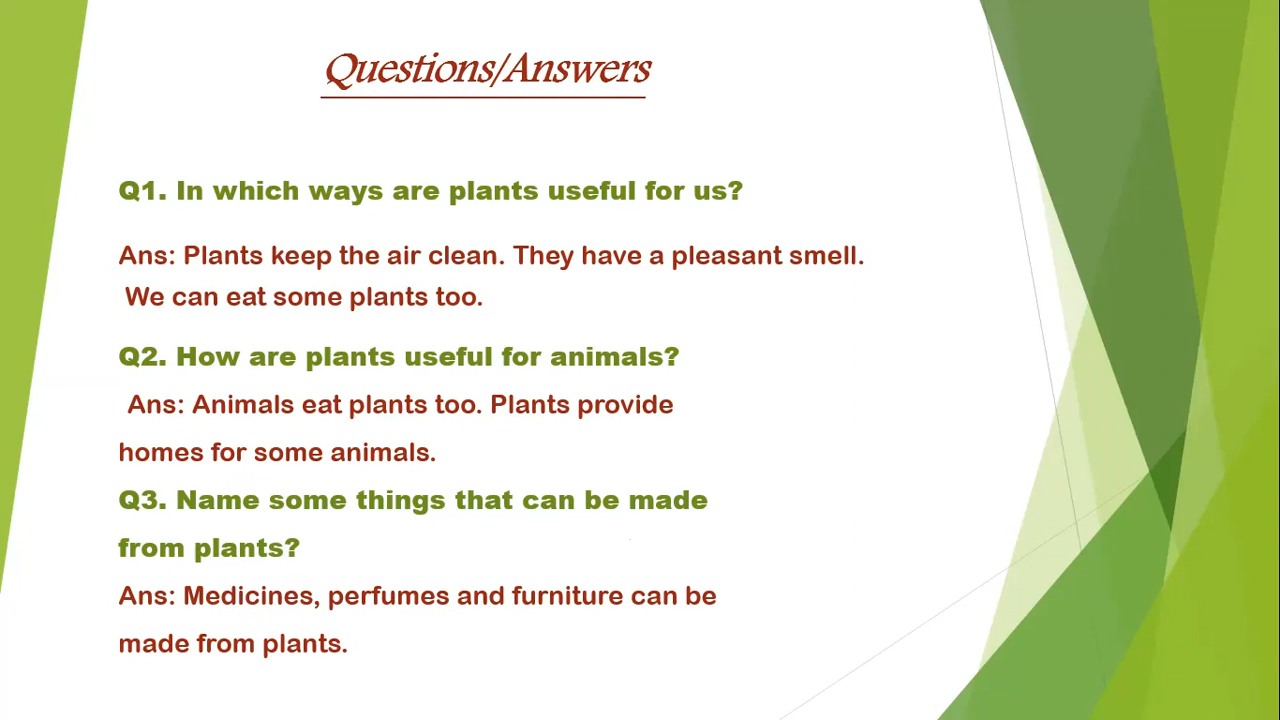 Questions/Answers
Q1. In which ways are plants useful for us?
Ans: Plants keep the air clean. They have a pleasant smell.
We can eat some plants too.
Q2. How are plants useful for animals?
Ans: Animals eat plants too. Plants provide
homes for some animals.
Q3. Name some things that can be made
from plants?
Ans: Medicines, perfumes and furniture can be
made from plants.